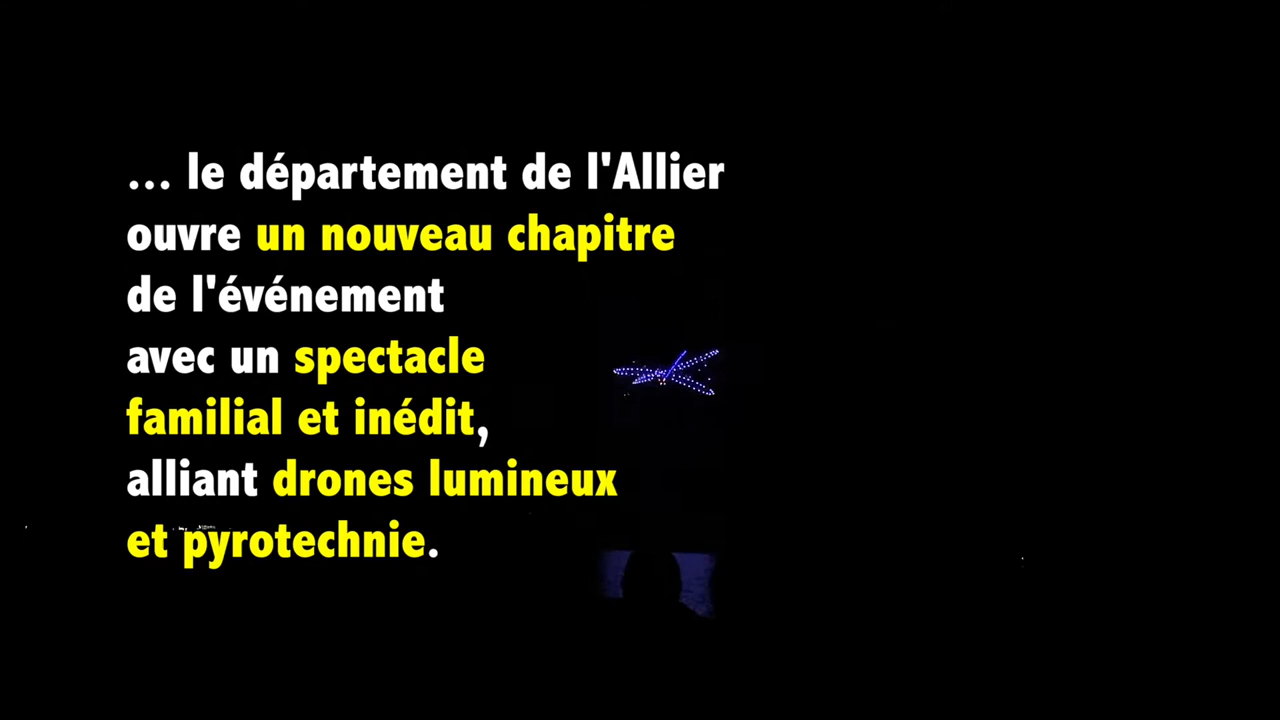 ... le département de l'Allier
ouvre un nouveau chapitre
de l'événement
avec un spectacle
familial et inédit,
alliant drones lumineux
et pyrotechnie.